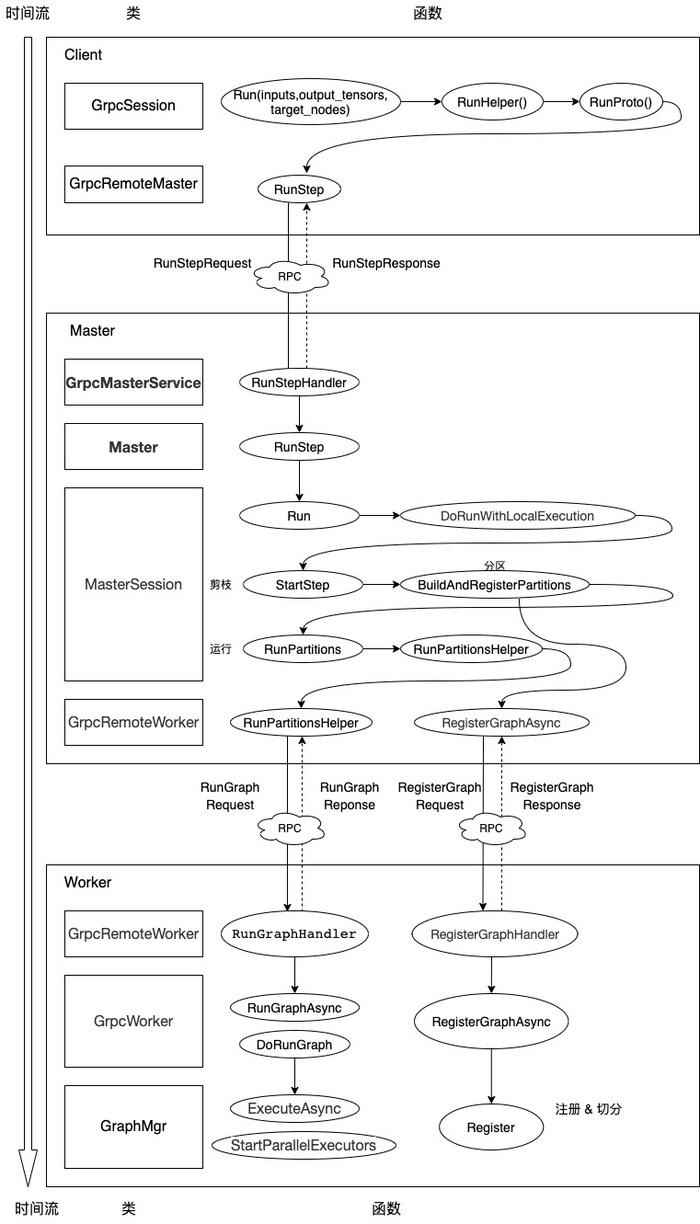 时间流 类 函数
Client
GrpcSession
Run(inputs,output_tensors,
target_nodes)
RunHelper()
RunProto()
GrpcRemoteMaster
RunStep
RunStepRequest
RPC
RunStepResponse
Master
GrpcMasterService
RunStepHandler
Master
RunStep
MasterSession
Run
DoRunWithLocalExecution
剪枝
StartStep
分区
BuildAndRegisterPartitions
运行
RunPartitions
RunPartitionsHelper
GrpcRemoteWorker
RunPartitionsHelper
RegisterGraphAsync
RunGraph
Request
RunGraph
Reponse
RegisterGraph
Request
RegisterGraph
Response
RPC
RPC
Worker
GrpcRemoteWorker
RunGraphHandler
RegisterGraphHandler
GrpcWorker
RunGraphAsync
RegisterGraphAsync
DoRunGraph
GraphMgr
ExecuteAsync
StartParallelExecutors
Register
注册 & 切分
时间流 类 函数